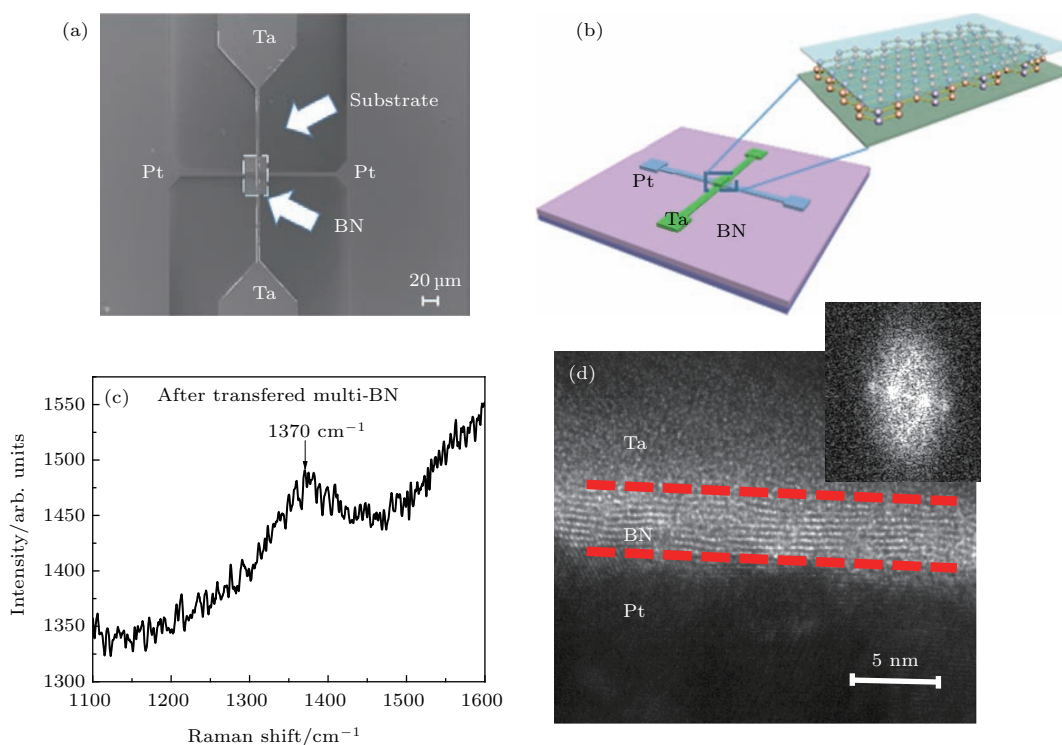 (a)
Ta
Substrate
Pt
Pt
BN
Ta
20 µm
(b)
Pt
Ta
BN
(c)
After transfered multi-BN
1370 cm⁻¹
1550
1500
1450
1400
1350
1300
1100
1200
1300
1400
1500
1600
Intensity/arb. units
Raman shift/cm⁻¹
(d)
Ta
BN
Pt
5 nm